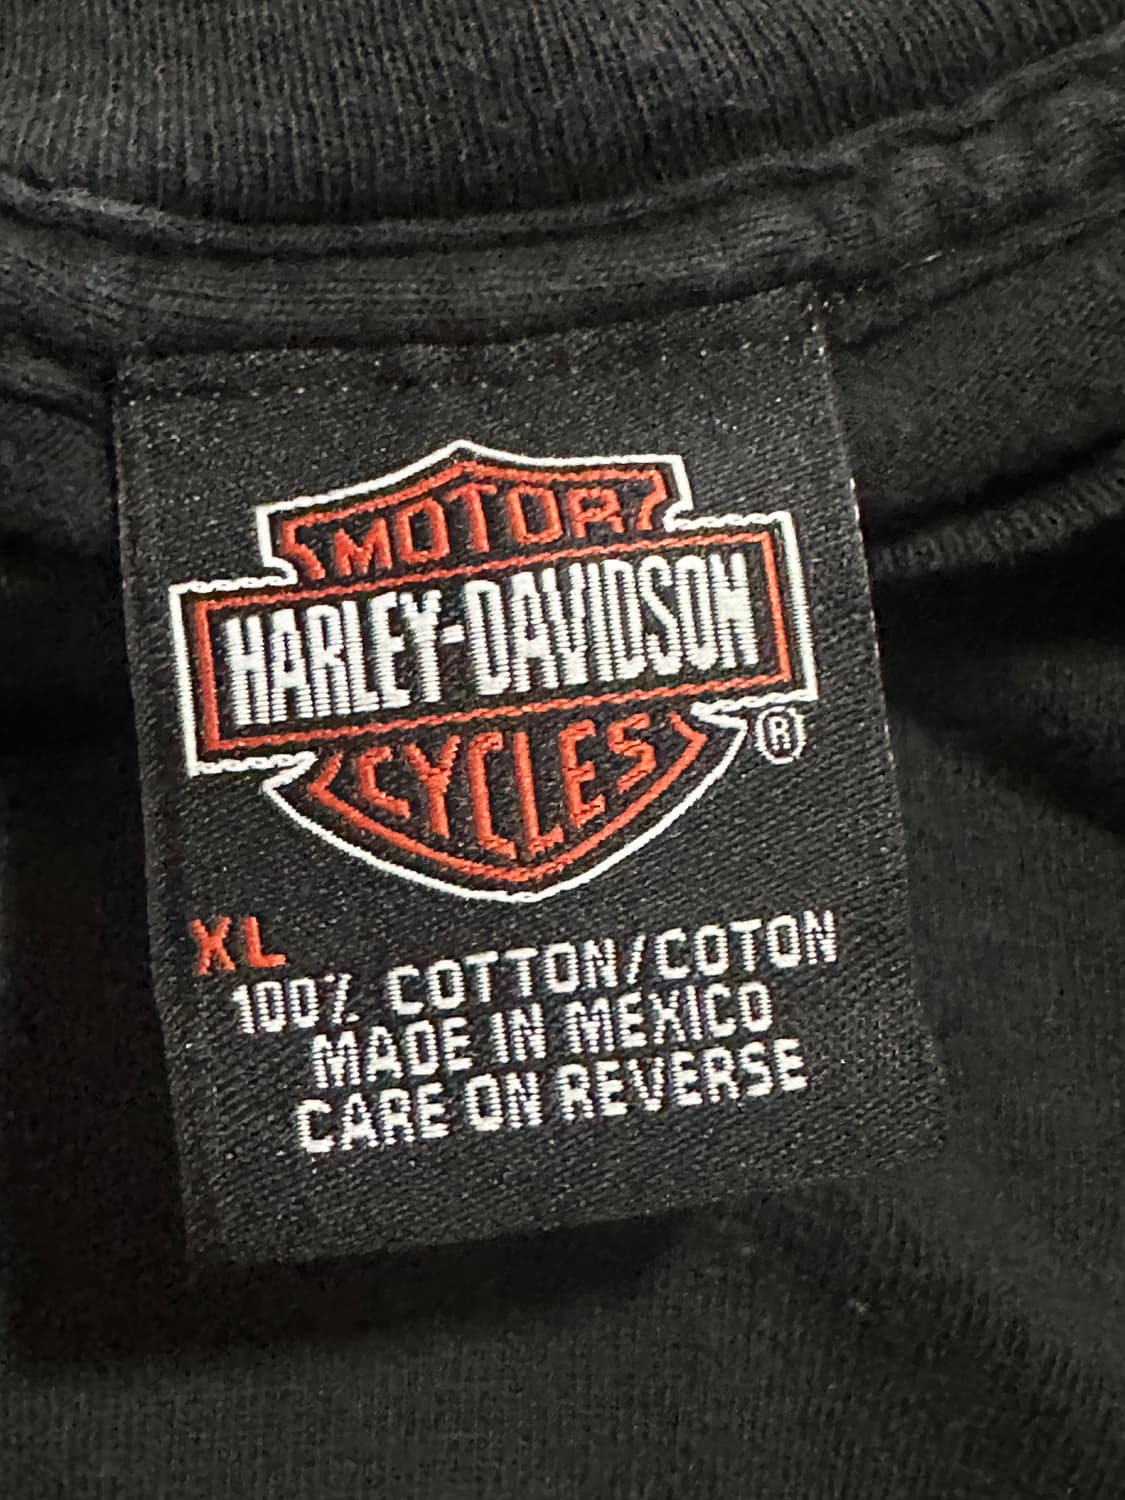 MOTOR
HARLEY-DAVIDSON
CYCLES
®
XL
100% COTTON/COTON
MADE IN MEXICO
CARE ON REVERSE